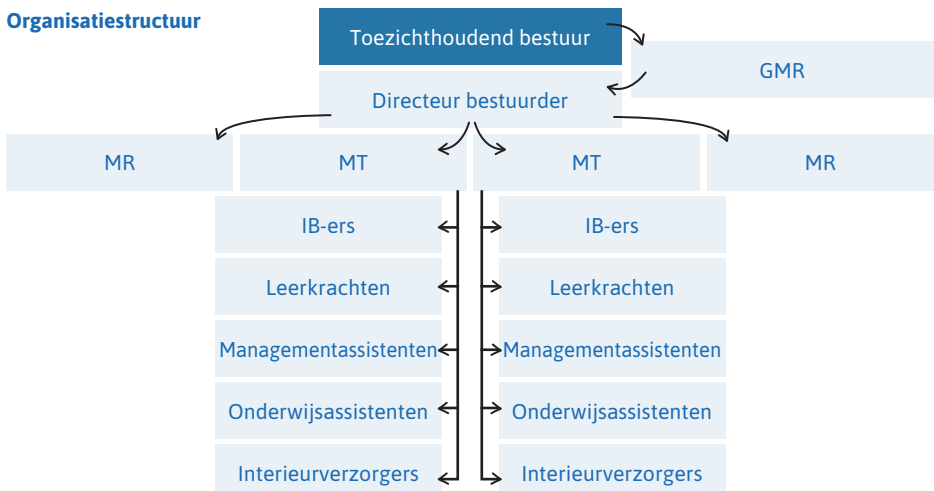 Organisatiestructuur
Toezichthoudend bestuur
GMR
Directeur bestuurder
MR
MT
MT
MR
IB-ers
IB-ers
Leerkrachten
Leerkrachten
Managementassistenten
Managementassistenten
Onderwijsassistenten
Onderwijsassistenten
Interieurverzorgers
Interieurverzorgers